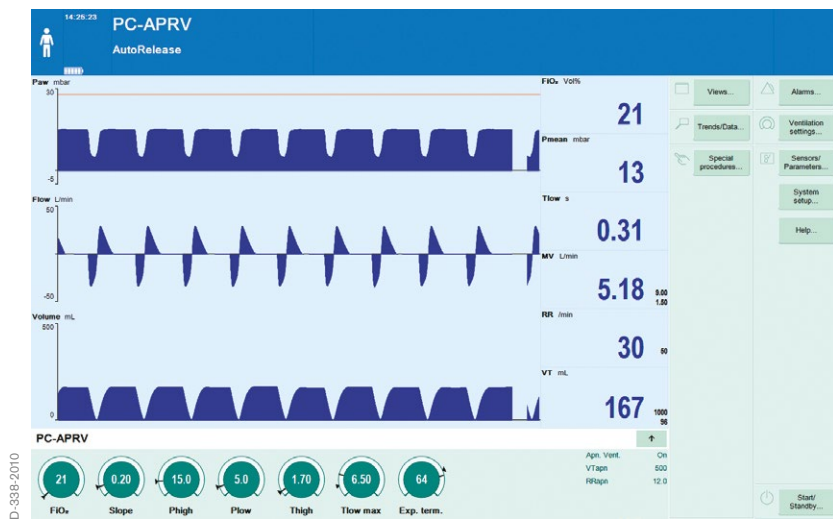 14:26:23
PC-APRV
AutoRelease
Paw mbar
30
-5
Flow L/min
50
-50
Volume mL
500
0
FiO₂ Vol%
21
Pmean mbar
13
Tlow s
0.31
MV L/min
5.18
9.00
1.50
RR /min
30
50
VT mL
167
1000
56
Views...
Alarms...
Trends/Data...
Ventilation
settings...
Special
procedures...
Sensors/
Parameters...
System
setup...
Help...
PC-APRV
21
0.20
15.0
5.0
1.70
6.50
64
FiO₂ Slope Phigh Plow Thigh Tlow max Exp. term.
Apn. Vent. On
VTapn 500
RRapn 12.0
Start/
Standby...
D-338-2010